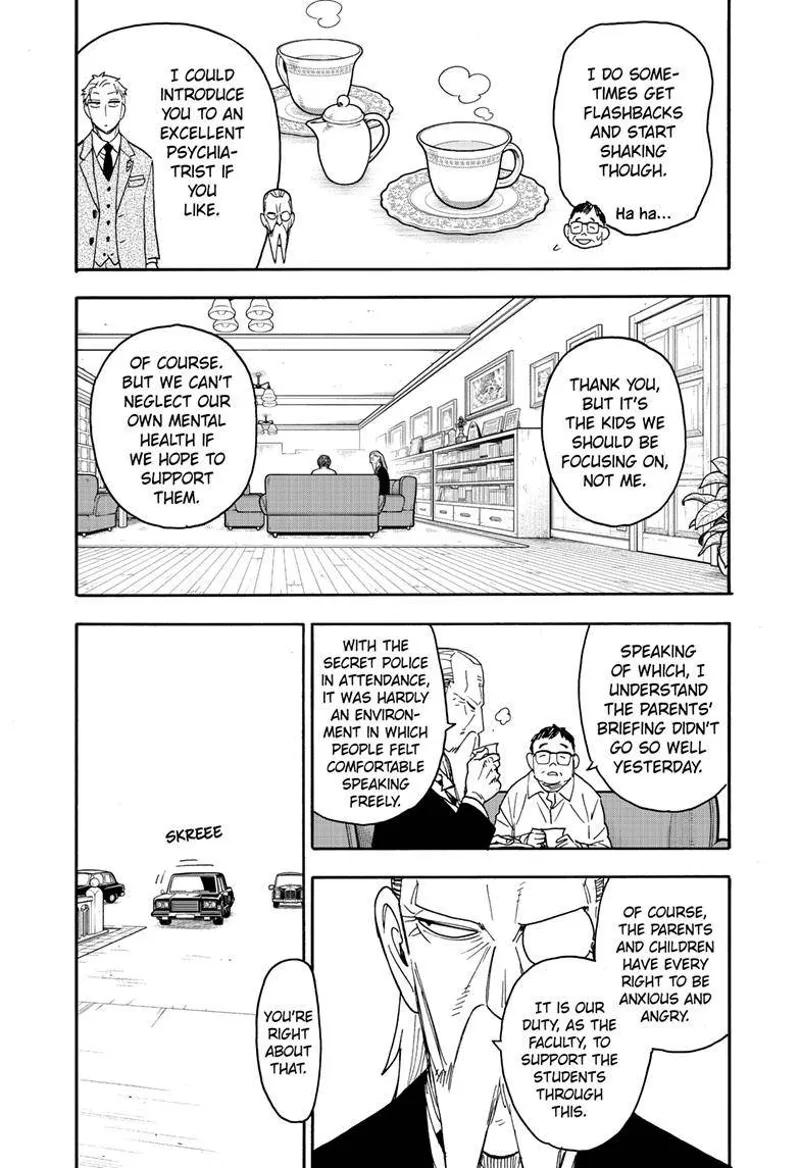 I DO SOME-
TIMES GET
FLASHBACKS
AND START
SHAKING
THOUGH.
Ha ha...
I COULD
INTRODUCE
YOU TO AN
EXCELLENT
PSYCHIA-
TRIST IF
YOU
LIKE.
THANK YOU,
BUT IT'S
THE KIDS WE
SHOULD BE
FOCUSING ON,
NOT ME.
OF COURSE.
BUT WE CAN'T
NEGLECT OUR
OWN MENTAL
HEALTH IF
WE HOPE TO
SUPPORT
THEM.
SPEAKING
OF WHICH, I
UNDERSTAND
THE PARENTS'
BRIEFING DIDN'T
GO SO WELL
YESTERDAY.
WITH THE
SECRET POLICE
IN ATTENDANCE,
IT WAS HARDLY
AN ENVIRON-
MENT IN WHICH
PEOPLE FELT
COMFORTABLE
SPEAKING
FREELY.
OF COURSE,
THE PARENTS
AND CHILDREN
HAVE EVERY
RIGHT TO BE
ANXIOUS AND
ANGRY.
IT IS OUR
DUTY, AS THE
FACULTY, TO
SUPPORT THE
STUDENTS
THROUGH
THIS.
YOU'RE
RIGHT
ABOUT
THAT.
SKREEE